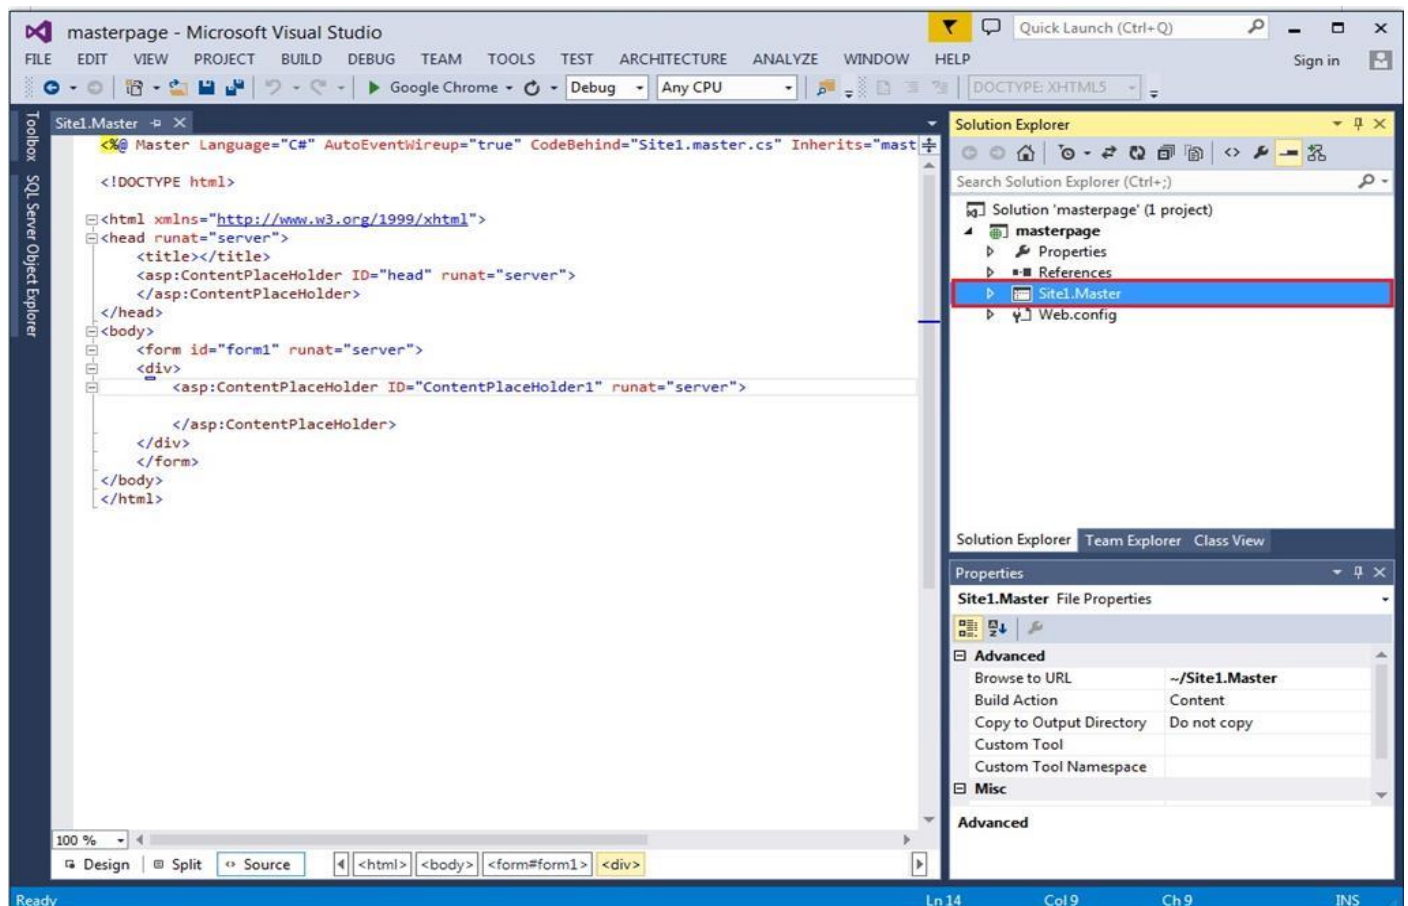 masterpage - Microsoft Visual Studio
Quick Launch (Ctrl+Q)
FILE EDIT VIEW PROJECT BUILD DEBUG TEAM TOOLS TEST ARCHITECTURE ANALYZE WINDOW HELP
Sign in
Google Chrome Debug Any CPU DOCTYPE: XHTML5
Toolbox
SQL Server Object Explorer
Site1.Master
<%@ Master Language="C#" AutoEventWireup="true" CodeBehind="Site1.master.cs" Inherits="mast
<!DOCTYPE html>
<html xmlns="http://www.w3.org/1999/xhtml">
<head runat="server">
<title></title>
<asp:ContentPlaceHolder ID="head" runat="server">
</asp:ContentPlaceHolder>
</head>
<body>
<form id="form1" runat="server">
<div>
<asp:ContentPlaceHolder ID="ContentPlaceHolder1" runat="server">
</asp:ContentPlaceHolder>
</div>
</form>
</body>
</html>
100 %
Design Split Source <html> <body> <form#form1> <div>
Solution Explorer
Search Solution Explorer (Ctrl+;)
Solution 'masterpage' (1 project)
masterpage
Properties
References
Site1.Master
Web.config
Solution Explorer Team Explorer Class View
Properties
Site1.Master File Properties
Advanced
Browse to URL ~/Site1.Master
Build Action Content
Copy to Output Directory Do not copy
Custom Tool
Custom Tool Namespace
Misc
Advanced
Ready Ln 14 Col 9 Ch 9 INS